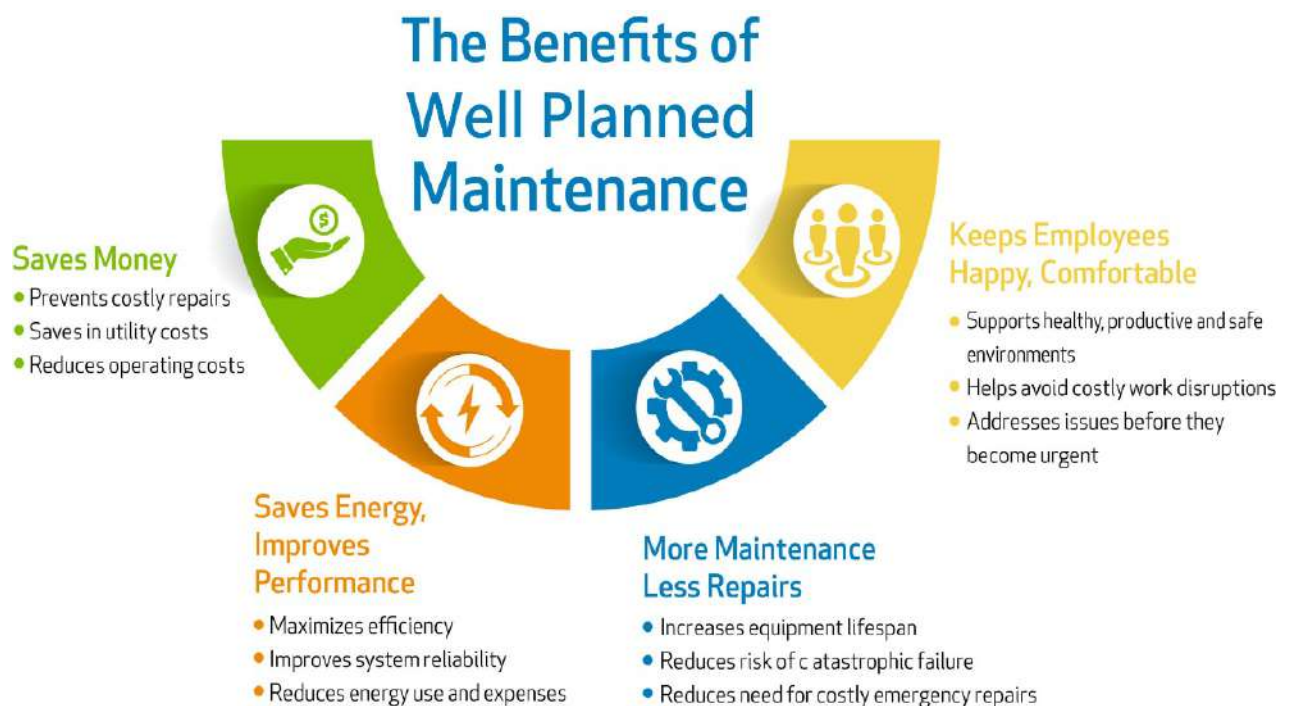 The Benefits of
Well Planned
Maintenance
$
Saves Money
• Prevents costly repairs
• Saves in utility costs
• Reduces operating costs
Saves Energy,
Improves
Performance
• Maximizes efficiency
• Improves system reliability
• Reduces energy use and expenses
More Maintenance
Less Repairs
• Increases equipment lifespan
• Reduces risk of c atastrophic failure
• Reduces need for costly emergency repairs
Keeps Employees
Happy, Comfortable
• Supports healthy, productive and safe
environments
• Helps avoid costly work disruptions
• Addresses issues before they
become urgent